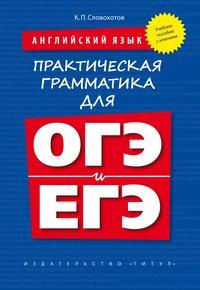 К.П. Словохотов
АНГЛИЙСКИЙ ЯЗЫК
Учебное пособие
с ключами
ПРАКТИЧЕСКАЯ
ГРАММАТИКА ДЛЯ
ОГЭ
и
ЕГЭ
ИЗДАТЕЛЬСТВО «ТИТУЛ»